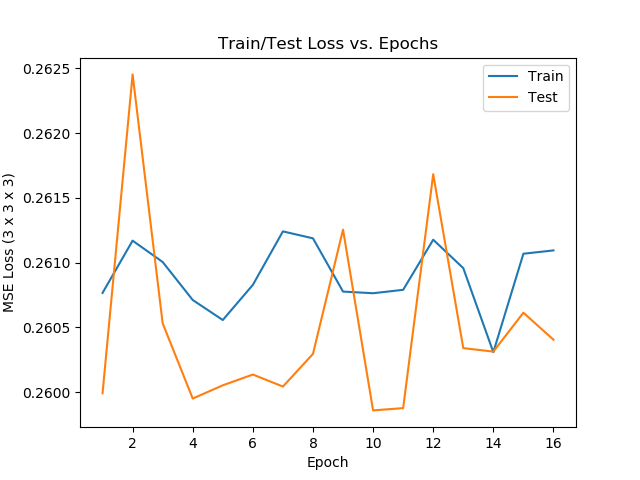 Train/Test Loss vs. Epochs
Train
Test
MSE Loss (3 x 3 x 3)
0.2625
0.2620
0.2615
0.2610
0.2605
0.2600
2 4 6 8 10 12 14 16
Epoch